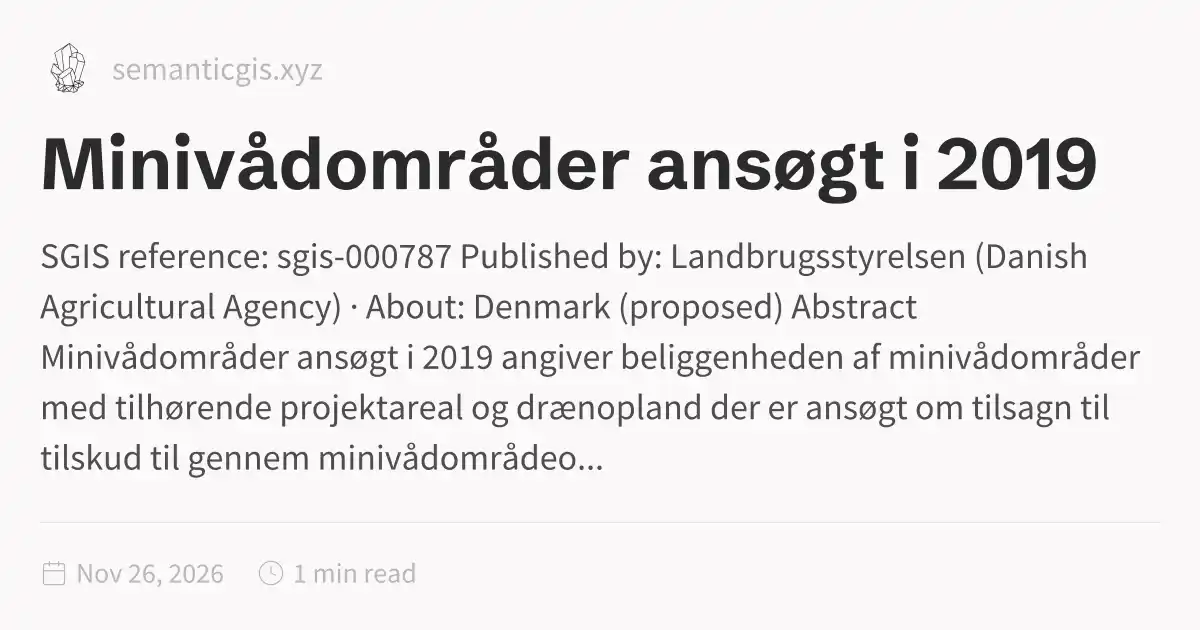 semanticgis.xyz
Minivådområder ansøgt i 2019
SGIS reference: sgis-000787 Published by: Landbrugsstyrelsen (Danish
Agricultural Agency) · About: Denmark (proposed) Abstract
Minivådområder ansøgt i 2019 angiver beliggenheden af minivådområder
med tilhørende projektareal og drænopland der er ansøgt om tilsagn til
tilskud til gennem minivådområdeo...
Nov 26, 2026 1 min read